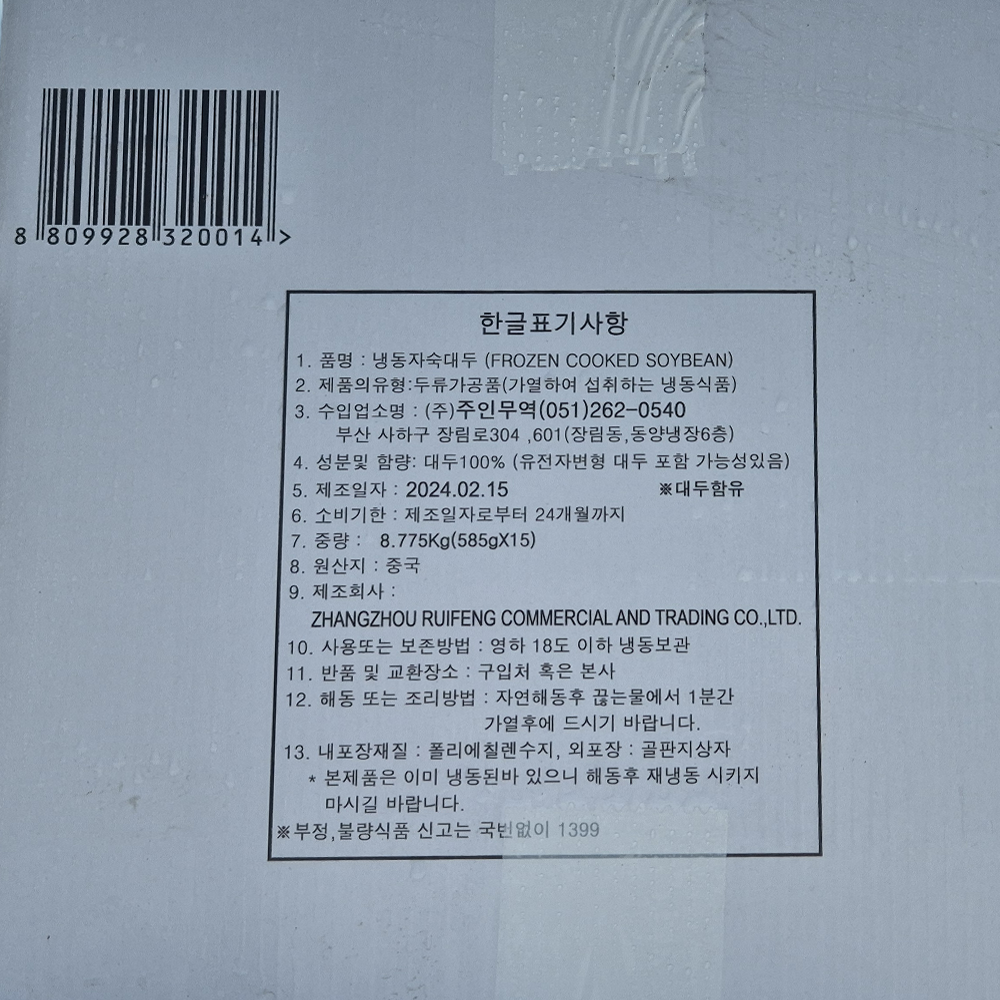 8 809928 320014 >
한글표기사항
1. 품명 : 냉동자숙대두 (FROZEN COOKED SOYBEAN)
2. 제품의유형:두류가공품(가열하여 섭취하는 냉동식품)
3. 수입업소명 : (주)주인무역(051)262-0540
부산 사하구 장림로304 ,601(장림동,동양냉장6층)
4. 성분및 함량: 대두100% (유전자변형 대두 포함 가능성있음)
5. 제조일자 : 2024.02.15 ※대두함유
6. 소비기한 : 제조일자로부터 24개월까지
7. 중량 : 8.775Kg(585gX15)
8. 원산지 : 중국
9. 제조회사 :
ZHANGZHOU RUIFENG COMMERCIAL AND TRADING CO.,LTD.
10. 사용또는 보존방법 : 영하 18도 이하 냉동보관
11. 반품 및 교환장소 : 구입처 혹은 본사
12. 해동 또는 조리방법 : 자연해동후 끊는물에서 1분간
가열후에 드시기 바랍니다.
13. 내포장재질 : 폴리에칠렌수지, 외포장 : 골판지상자
* 본제품은 이미 냉동된바 있으니 해동후 재냉동 시키지
마시길 바랍니다.
※부정,불량식품 신고는 국번없이 1399